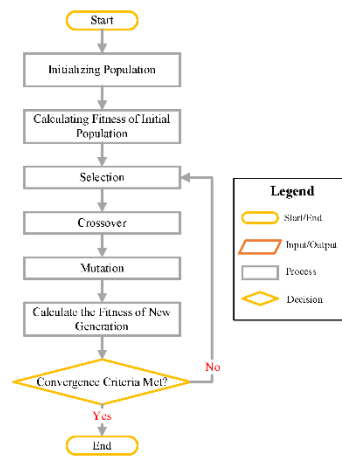 Start
Initializing Population
Calculating Fitness of Initial
Population
Selection
Crossover
Mutation
Calculate the Fitness of New
Generation
Convergence Criteria Met?
No
Yes
End
Legend
Start/End
Input/Output
Process
Decision